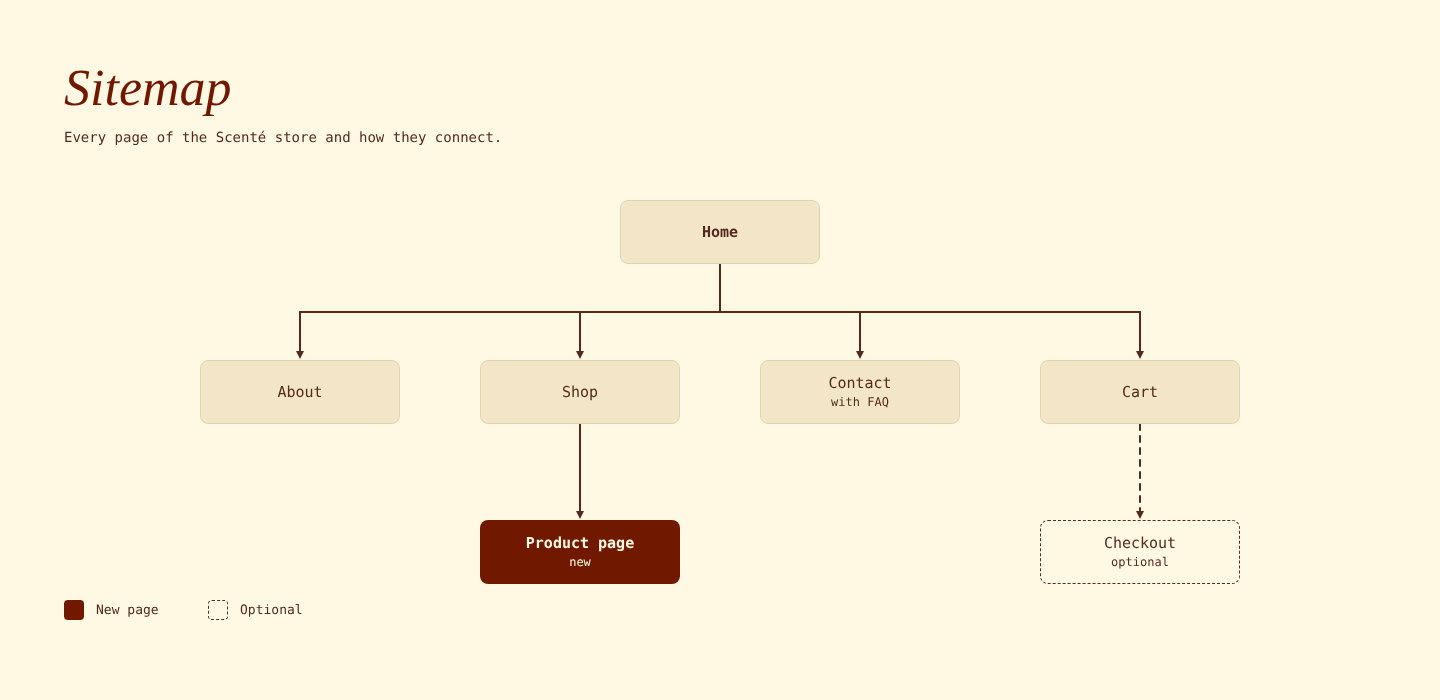 Sitemap
Every page of the Scenté store and how they connect.
Home
About
Shop
Contact
with FAQ
Cart
Product page
new
Checkout
optional
New page
Optional